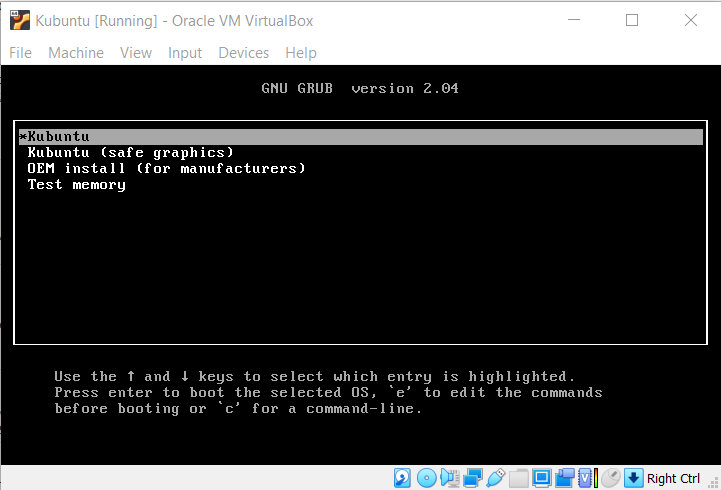 Kubuntu [Running] - Oracle VM VirtualBox
File Machine View Input Devices Help
GNU GRUB version 2.04
*Kubuntu
Kubuntu (safe graphics)
OEM install (for manufacturers)
Test memory
Use the ↑ and ↓ keys to select which entry is highlighted.
Press enter to boot the selected OS, `e' to edit the commands
before booting or `c' for a command-line.
Right Ctrl